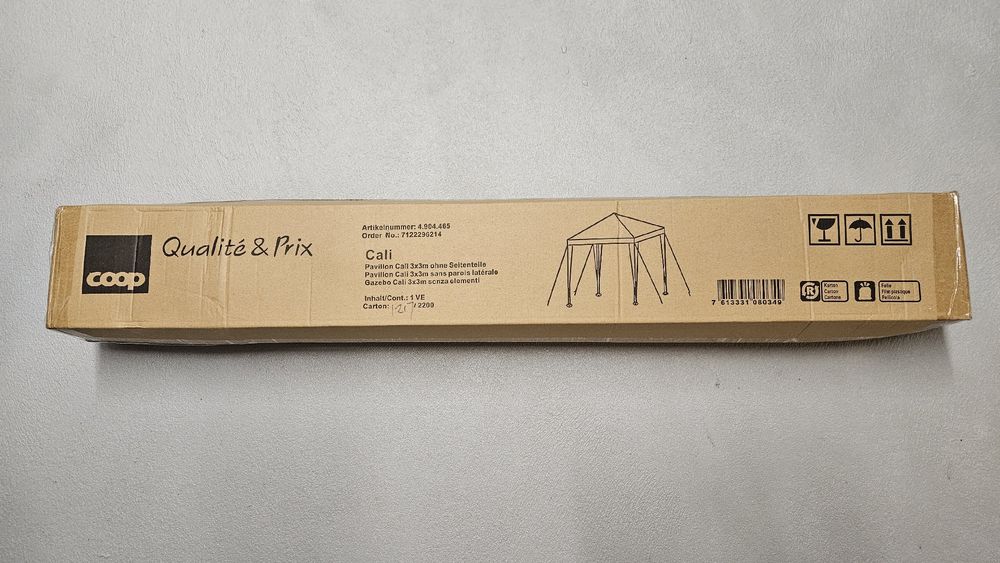 coop
Qualité & Prix
Artikelnummer: 4.904.465
Order No.: 7122296214
Cali
Pavillon Cali 3x3m ohne Seitenteile
Pavillon Cali 3x3m sans parois latérale
Gazebo Cali 3x3m senza elementi
Inhalt/Cont.: 1 VE
Carton: / 2200
7 613331 080349
Karton
Carton
Cartone
Folie
Film plastique
Pellicola